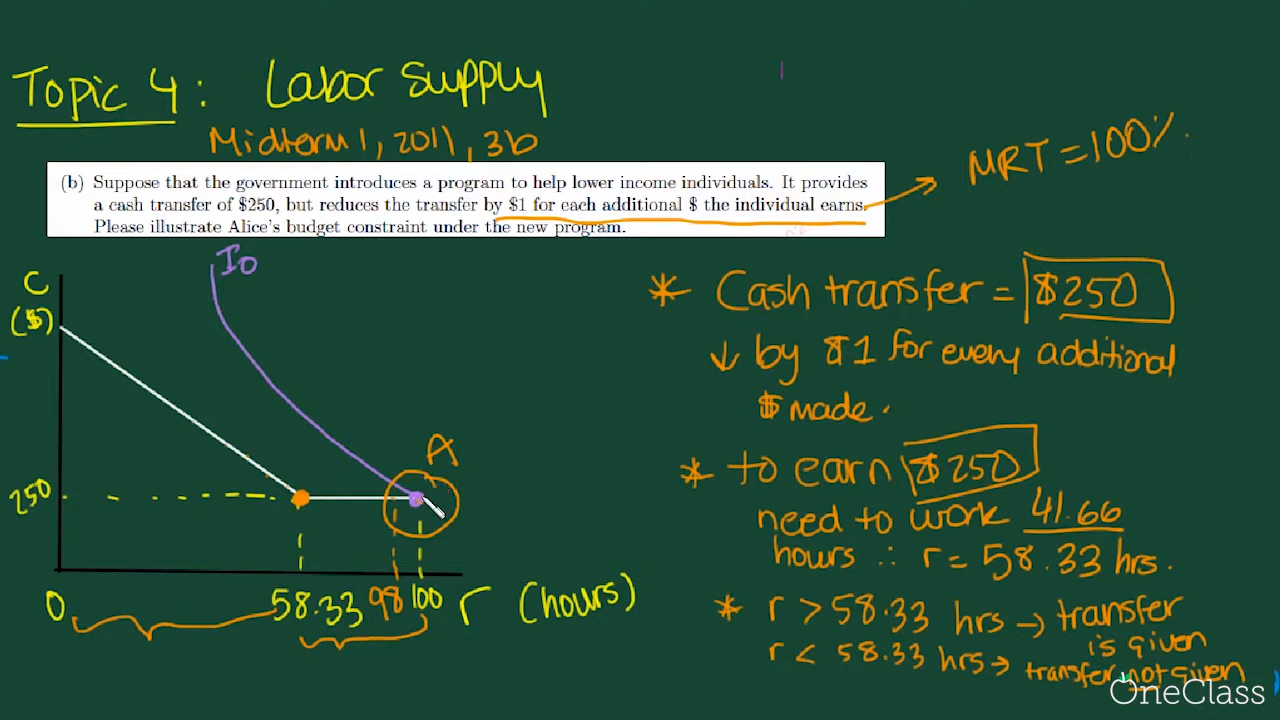 Topic 4: Labor Supply
Midterm 1, 2011, 3b
(b) Suppose that the government introduces a program to help lower income individuals. It provides
a cash transfer of $250, but reduces the transfer by $1 for each additional $ the individual earns.
Please illustrate Alice's budget constraint under the new program.
MRT = 100%.
C
($)
I0
A
250
0
58.33 98 100 r (hours)
* Cash transfer = $250
↓ by $1 for every additional
$ made.
* to earn $250
need to work 41.66
hours ∴ r = 58.33 hrs.
* r > 58.33 hrs → transfer
is given
r < 58.33 hrs → transfer not given
OneClass